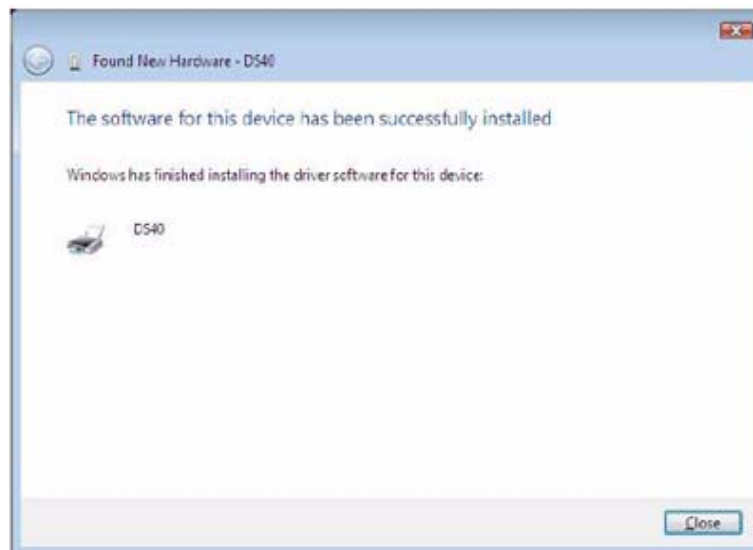 Found New Hardware - DS40
The software for this device has been successfully installed
Windows has finished installing the driver software for this device:
DS40
Close